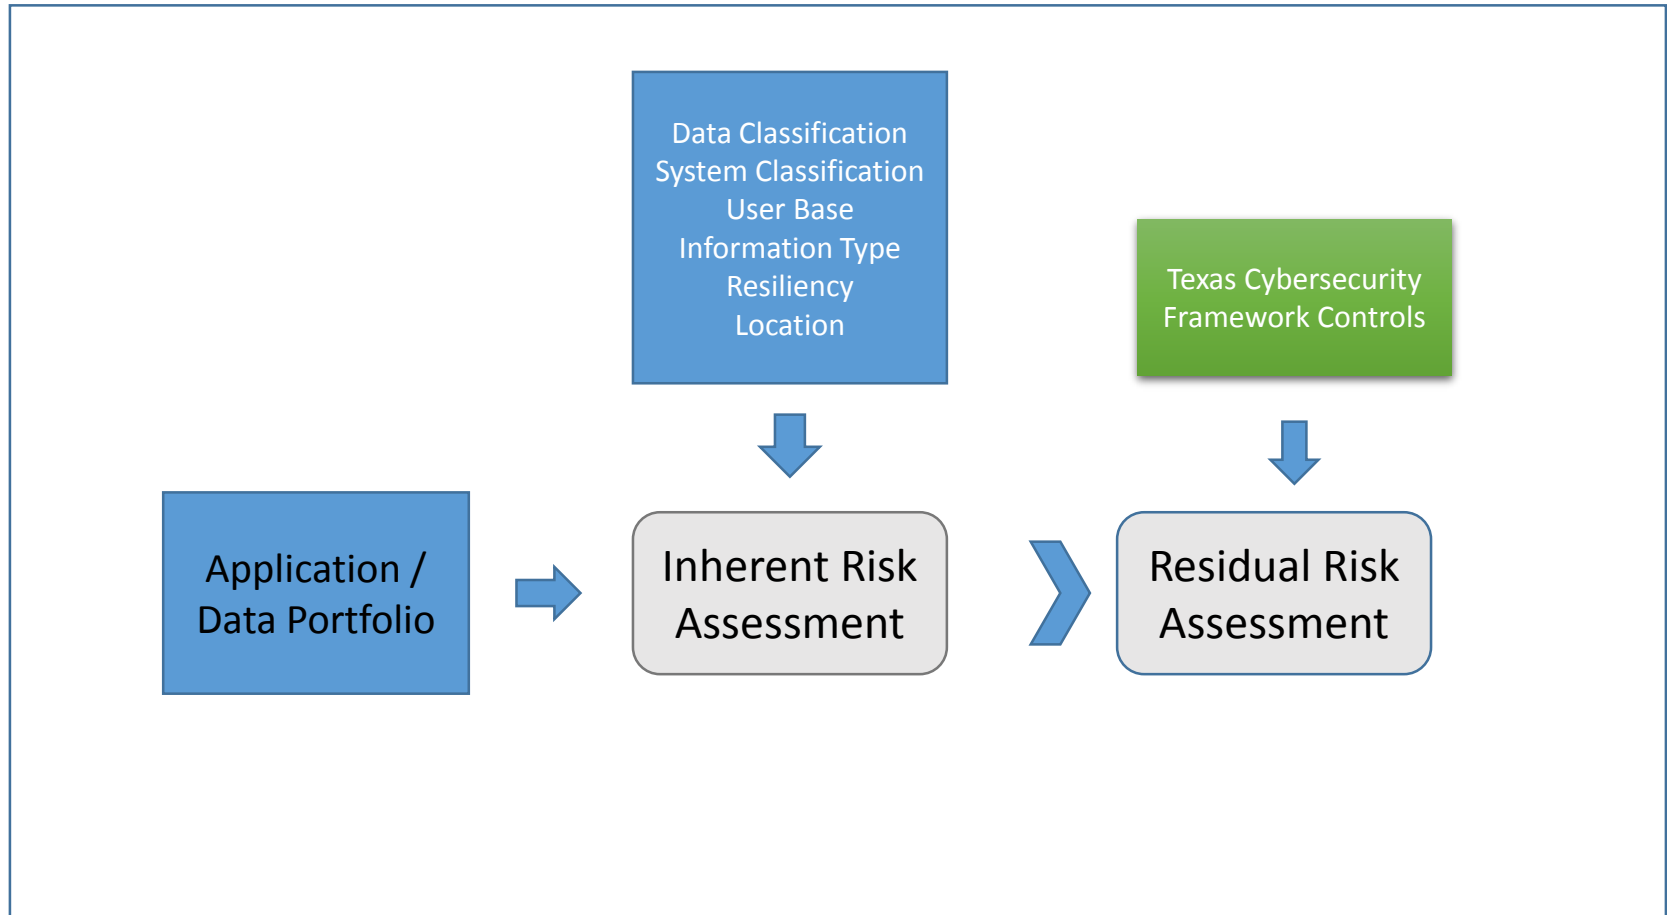 Data Classification
System Classification
User Base
Information Type
Resiliency
Location
Texas Cybersecurity
Framework Controls
Application /
Data Portfolio
Inherent Risk
Assessment
Residual Risk
Assessment